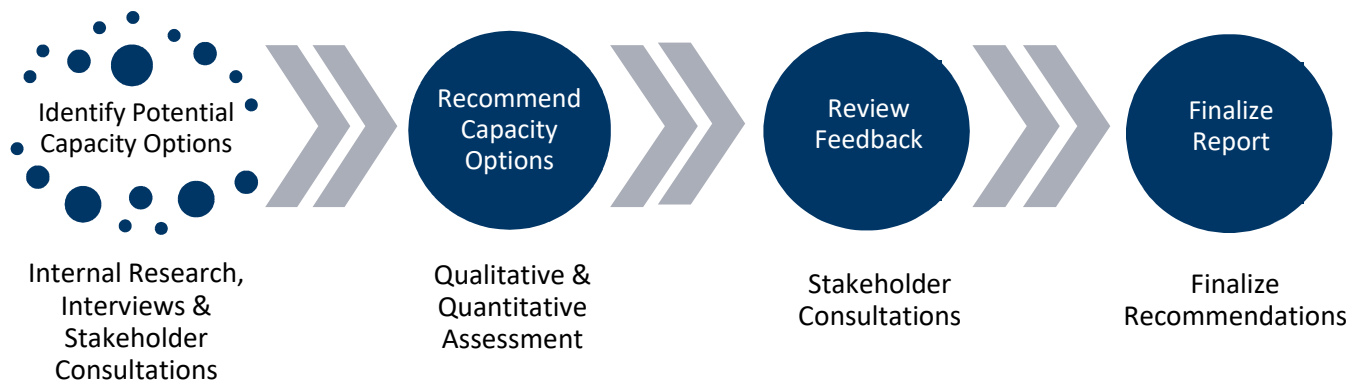 Identify Potential
Capacity Options
Recommend
Capacity
Options
Review
Feedback
Finalize
Report
Internal Research,
Interviews &
Stakeholder
Consultations
Qualitative &
Quantitative
Assessment
Stakeholder
Consultations
Finalize
Recommendations